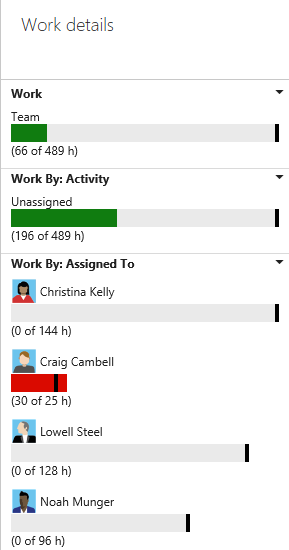 Work details
Work
Team
(66 of 489 h)
Work By: Activity
Unassigned
(196 of 489 h)
Work By: Assigned To
Christina Kelly
(0 of 144 h)
Craig Cambell
(30 of 25 h)
Lowell Steel
(0 of 128 h)
Noah Munger
(0 of 96 h)